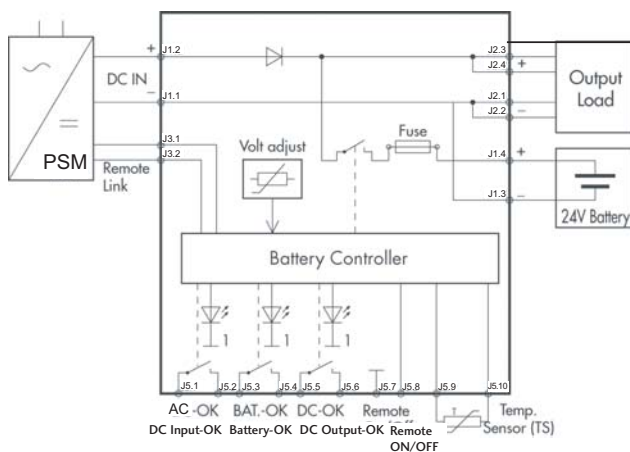 +
J1.2
J2.3
J2.4
+
Output
Load
DC IN
–
J1.1
J2.1
J2.2
–
J3.1
J3.2
PSM
Remote
Link
Volt adjust
Fuse
J1.4
+
J1.3
–
24V Battery
Battery Controller
1
1
1
J5.1
J5.2
J5.3
J5.4
J5.5
J5.6
J5.7
J5.8
J5.9
J5.10
AC -OK
BAT.-OK
DC-OK
Remote
T
Temp.
Sensor (TS)
DC Input-OK
Battery-OK
DC Output-OK
Remote
ON/OFF